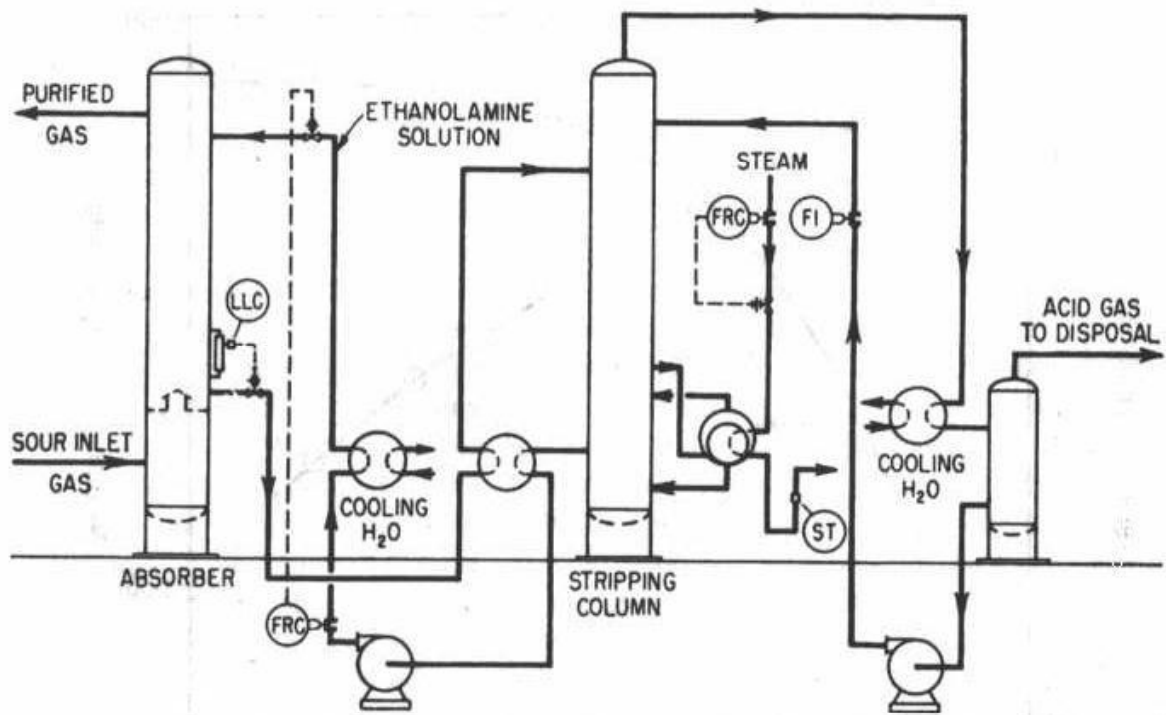 PURIFIED
GAS
ETHANOLAMINE
SOLUTION
STEAM
FRC
FI
LLC
ACID GAS
TO DISPOSAL
SOUR INLET
GAS
COOLING
H₂O
COOLING
H₂O
ST
ABSORBER
STRIPPING
COLUMN
FRC